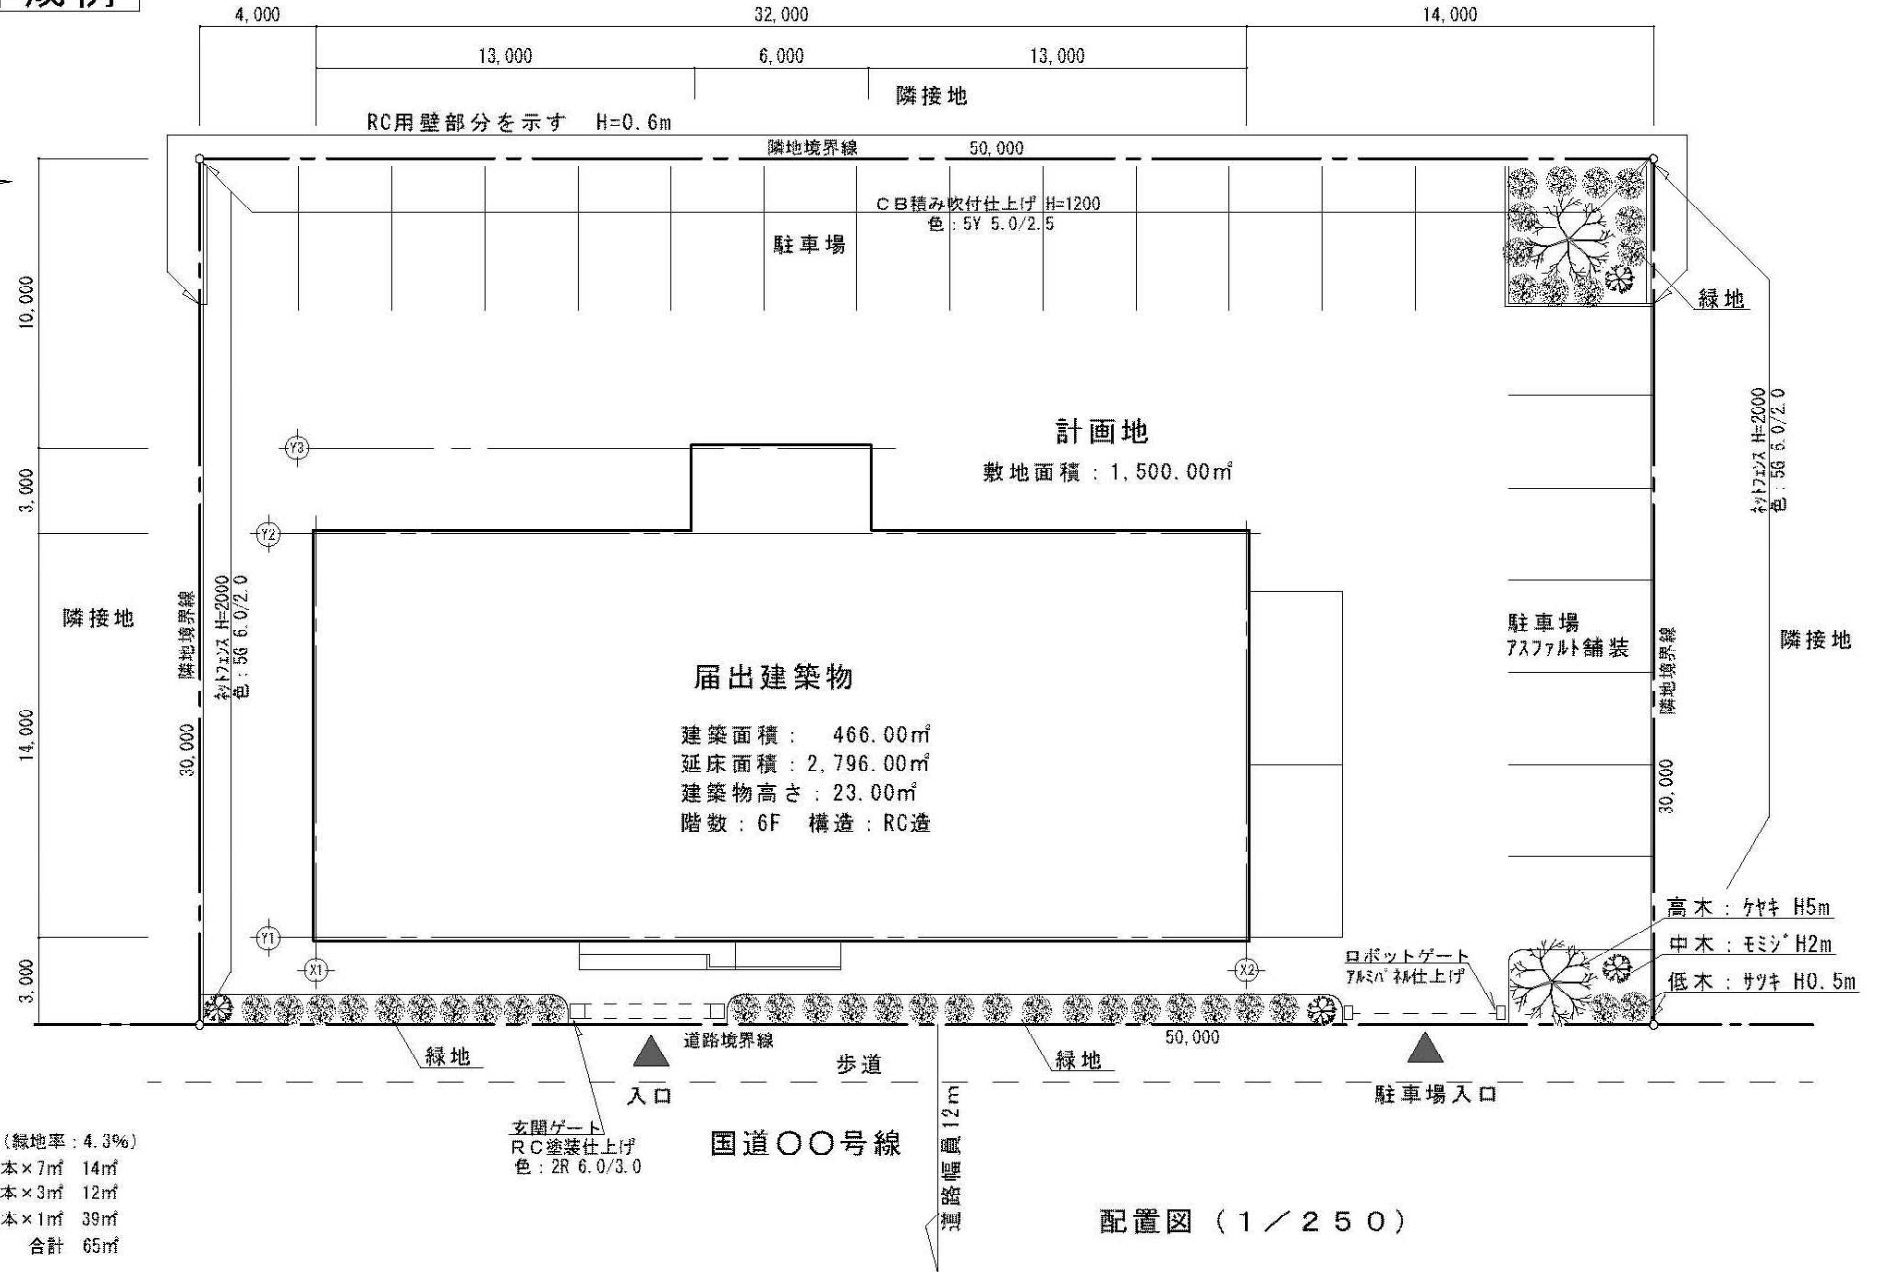 成例
4,000
32,000
14,000
13,000
6,000
13,000
隣接地
RC用壁部分を示す H=0.6m
隣地境界線
50,000
CB積み吹付仕上げ H=1200
色:5Y 5.0/2.5
駐車場
緑地
10,000
3,000
14,000
3,000
Y3
Y2
Y1
X1
X2
計画地
敷地面積:1,500.00㎡
ネットフェンス H=2000
色:5G 6.0/2.0
隣接地
隣地境界線
30,000
ネットフェンス H=2000
色:5G 6.0/2.0
届出建築物
建築面積: 466.00㎡
延床面積:2,796.00㎡
建築物高さ:23.00㎡
階数:6F 構造:RC造
駐車場
アスファルト舗装
隣地境界線
30,000
隣接地
高木:ケヤキ H5m
中木:モミジ H2m
低木:サツキ H0.5m
ロボットゲート
アルミパネル仕上げ
緑地
道路境界線
50,000
歩道
緑地
入口
駐車場入口
玄関ゲート
RC塗装仕上げ
色:2R 6.0/3.0
国道○○号線
道路幅員12m
配置図(1/250)
(緑地率:4.3%)
本×7㎡ 14㎡
本×3㎡ 12㎡
本×1㎡ 39㎡
合計 65㎡